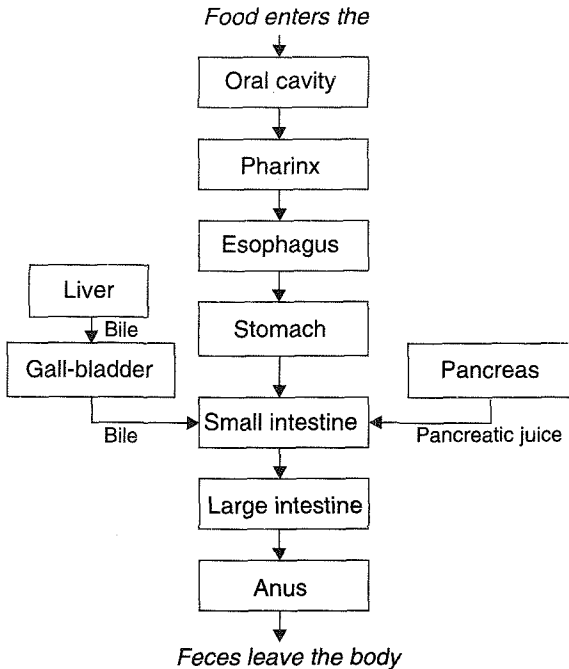 Food enters the
Oral cavity
Pharinx
Esophagus
Liver
Bile
Stomach
Gall-bladder
Pancreas
Bile
Small intestine
Pancreatic juice
Large intestine
Anus
Feces leave the body